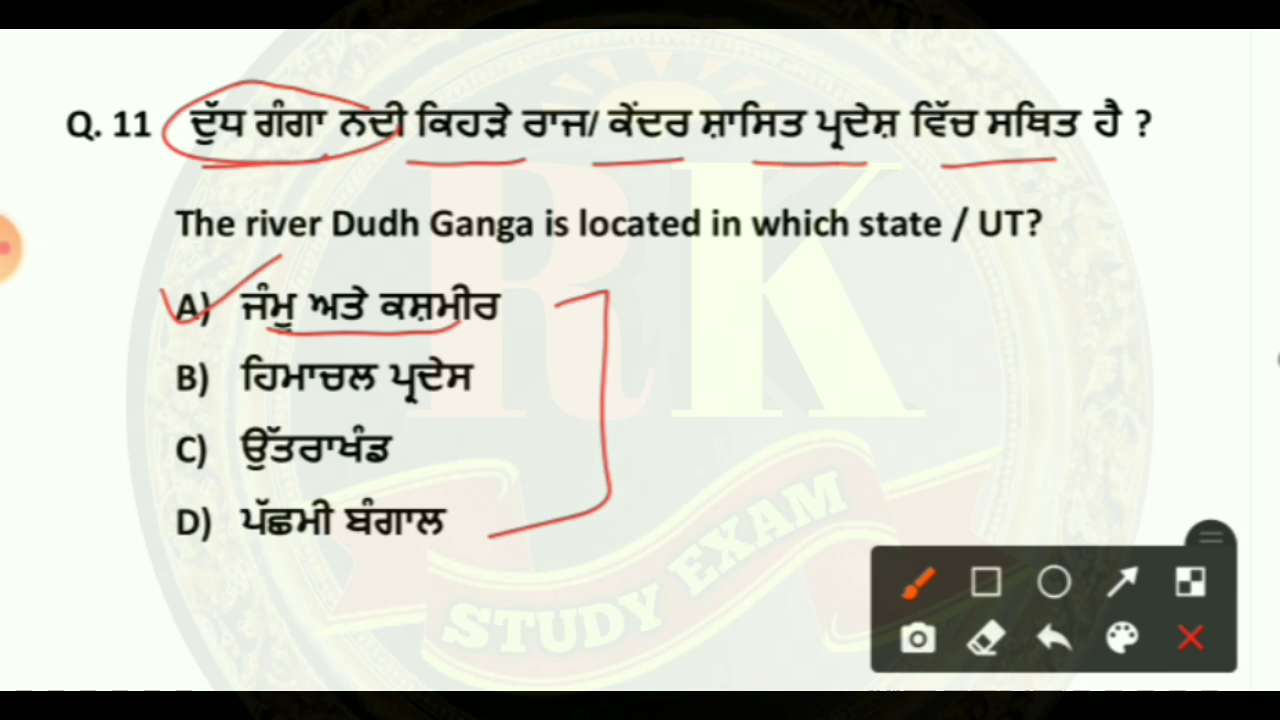 Q. 11 ਦੁੱਧ ਗੰਗਾ ਨਦੀ ਕਿਹੜੇ ਰਾਜ/ ਕੇਂਦਰ ਸ਼ਾਸਿਤ ਪ੍ਰਦੇਸ਼ ਵਿੱਚ ਸਥਿਤ ਹੈ ?
The river Dudh Ganga is located in which state / UT?
A) ਜੰਮੂ ਅਤੇ ਕਸ਼ਮੀਰ
B) ਹਿਮਾਚਲ ਪ੍ਰਦੇਸ
C) ਉੱਤਰਾਖੰਡ
D) ਪੱਛਮੀ ਬੰਗਾਲ
RK
STUDY EXAM